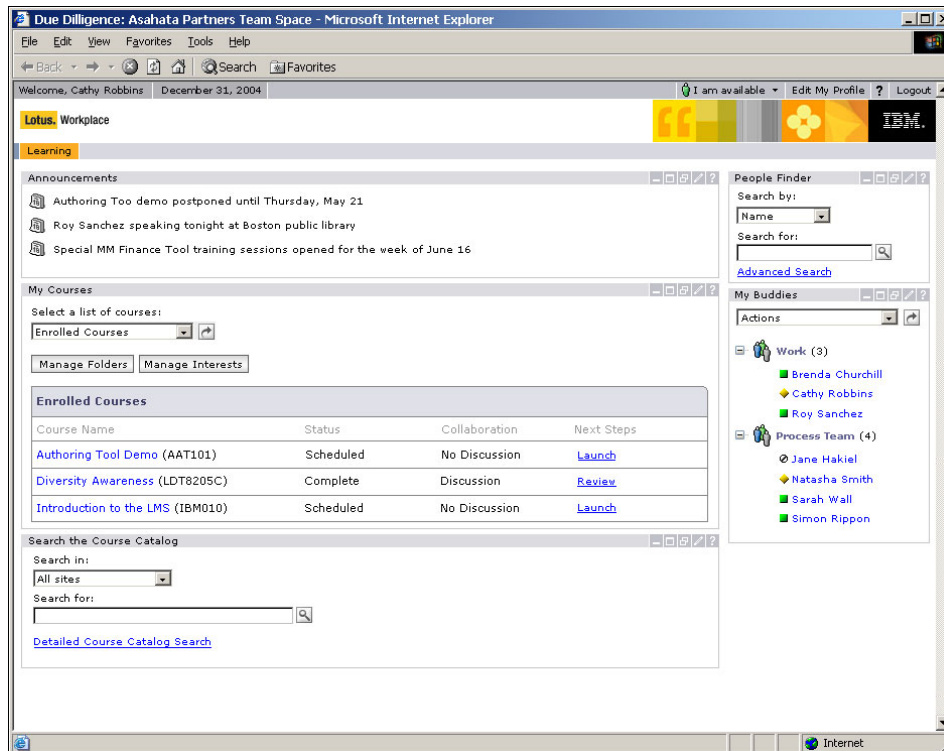 Due Dilligence: Asahata Partners Team Space - Microsoft Internet Explorer
File Edit View Favorites Tools Help
Back Search Favorites
Welcome, Cathy Robbins December 31, 2004 I am available Edit My Profile ? Logout
Lotus. Workplace IBM.
Learning
Announcements
Authoring Too demo postponed until Thursday, May 21
Roy Sanchez speaking tonight at Boston public library
Special MM Finance Tool training sessions opened for the week of June 16
My Courses
Select a list of courses:
Enrolled Courses
Manage Folders Manage Interests
Enrolled Courses
Course Name Status Collaboration Next Steps
Authoring Tool Demo (AAT101) Scheduled No Discussion Launch
Diversity Awareness (LDT8205C) Complete Discussion Review
Introduction to the LMS (IBM010) Scheduled No Discussion Launch
Search the Course Catalog
Search in:
All sites
Search for:
Detailed Course Catalog Search
People Finder
Search by:
Name
Search for:
Advanced Search
My Buddies
Actions
Work (3)
Brenda Churchill
Cathy Robbins
Roy Sanchez
Process Team (4)
Jane Hakiel
Natasha Smith
Sarah Wall
Simon Rippon
Internet